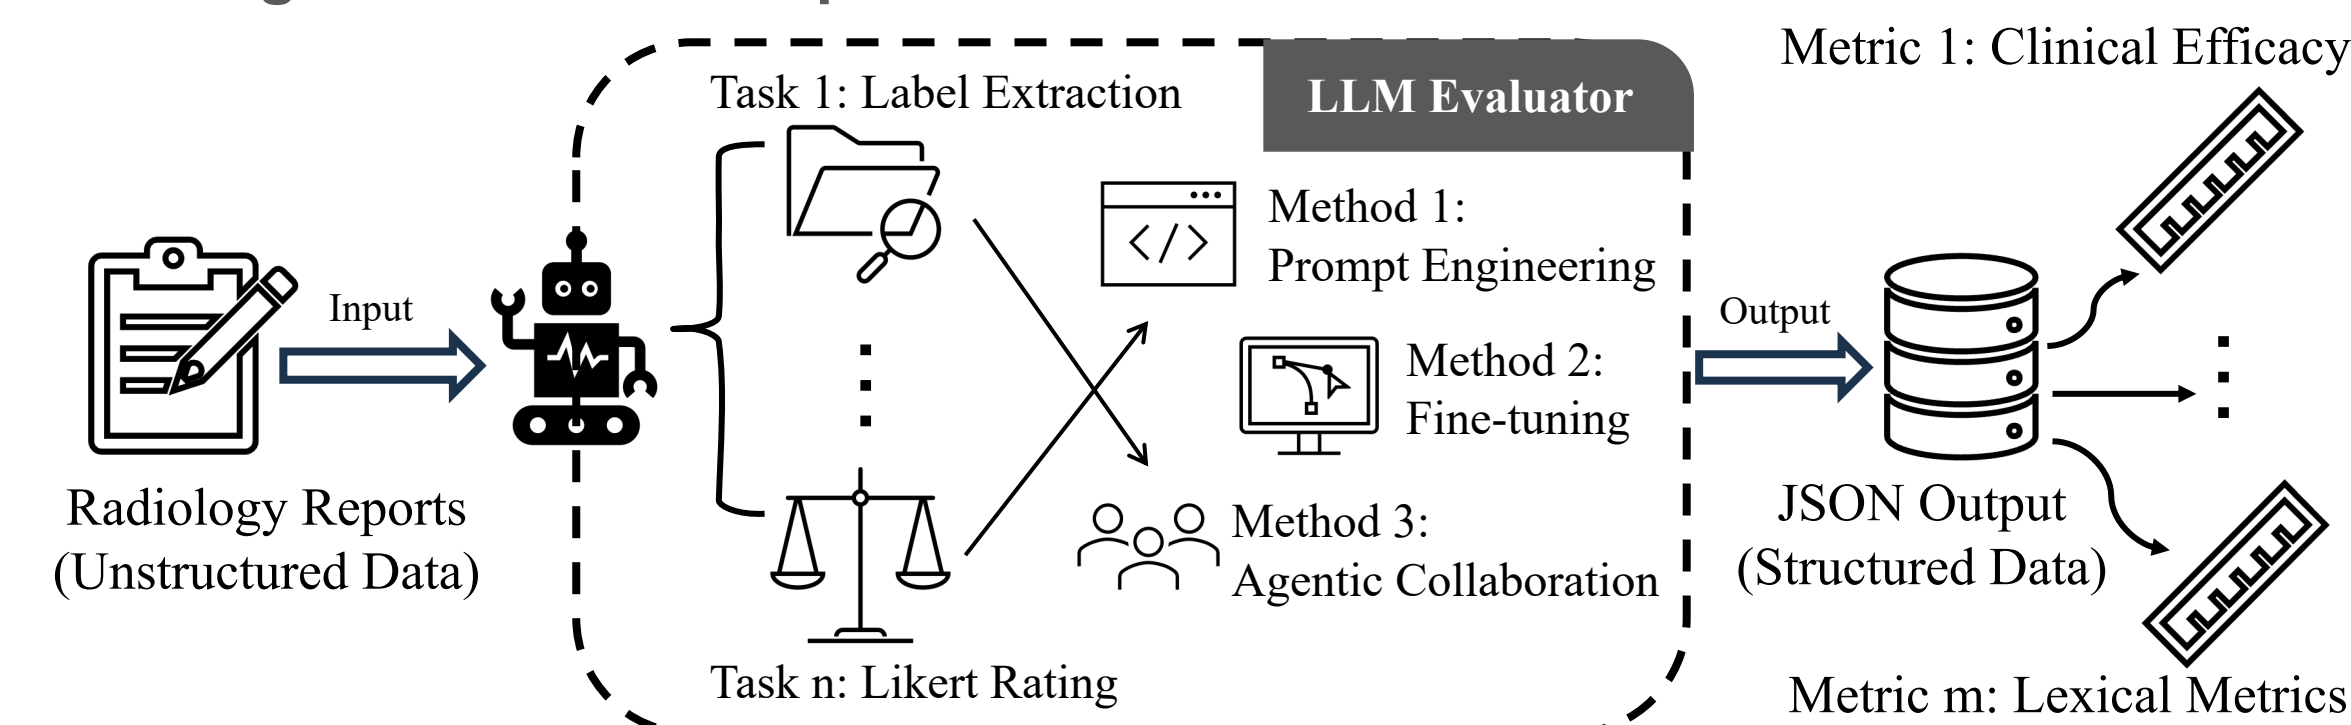 Metric 1: Clinical Efficacy
Task 1: Label Extraction
LLM Evaluator
</>
Method 1:
Prompt Engineering
Input
Output
Method 2:
Fine-tuning
Radiology Reports
(Unstructured Data)
JSON Output
(Structured Data)
Method 3:
Agentic Collaboration
Task n: Likert Rating
Metric m: Lexical Metrics